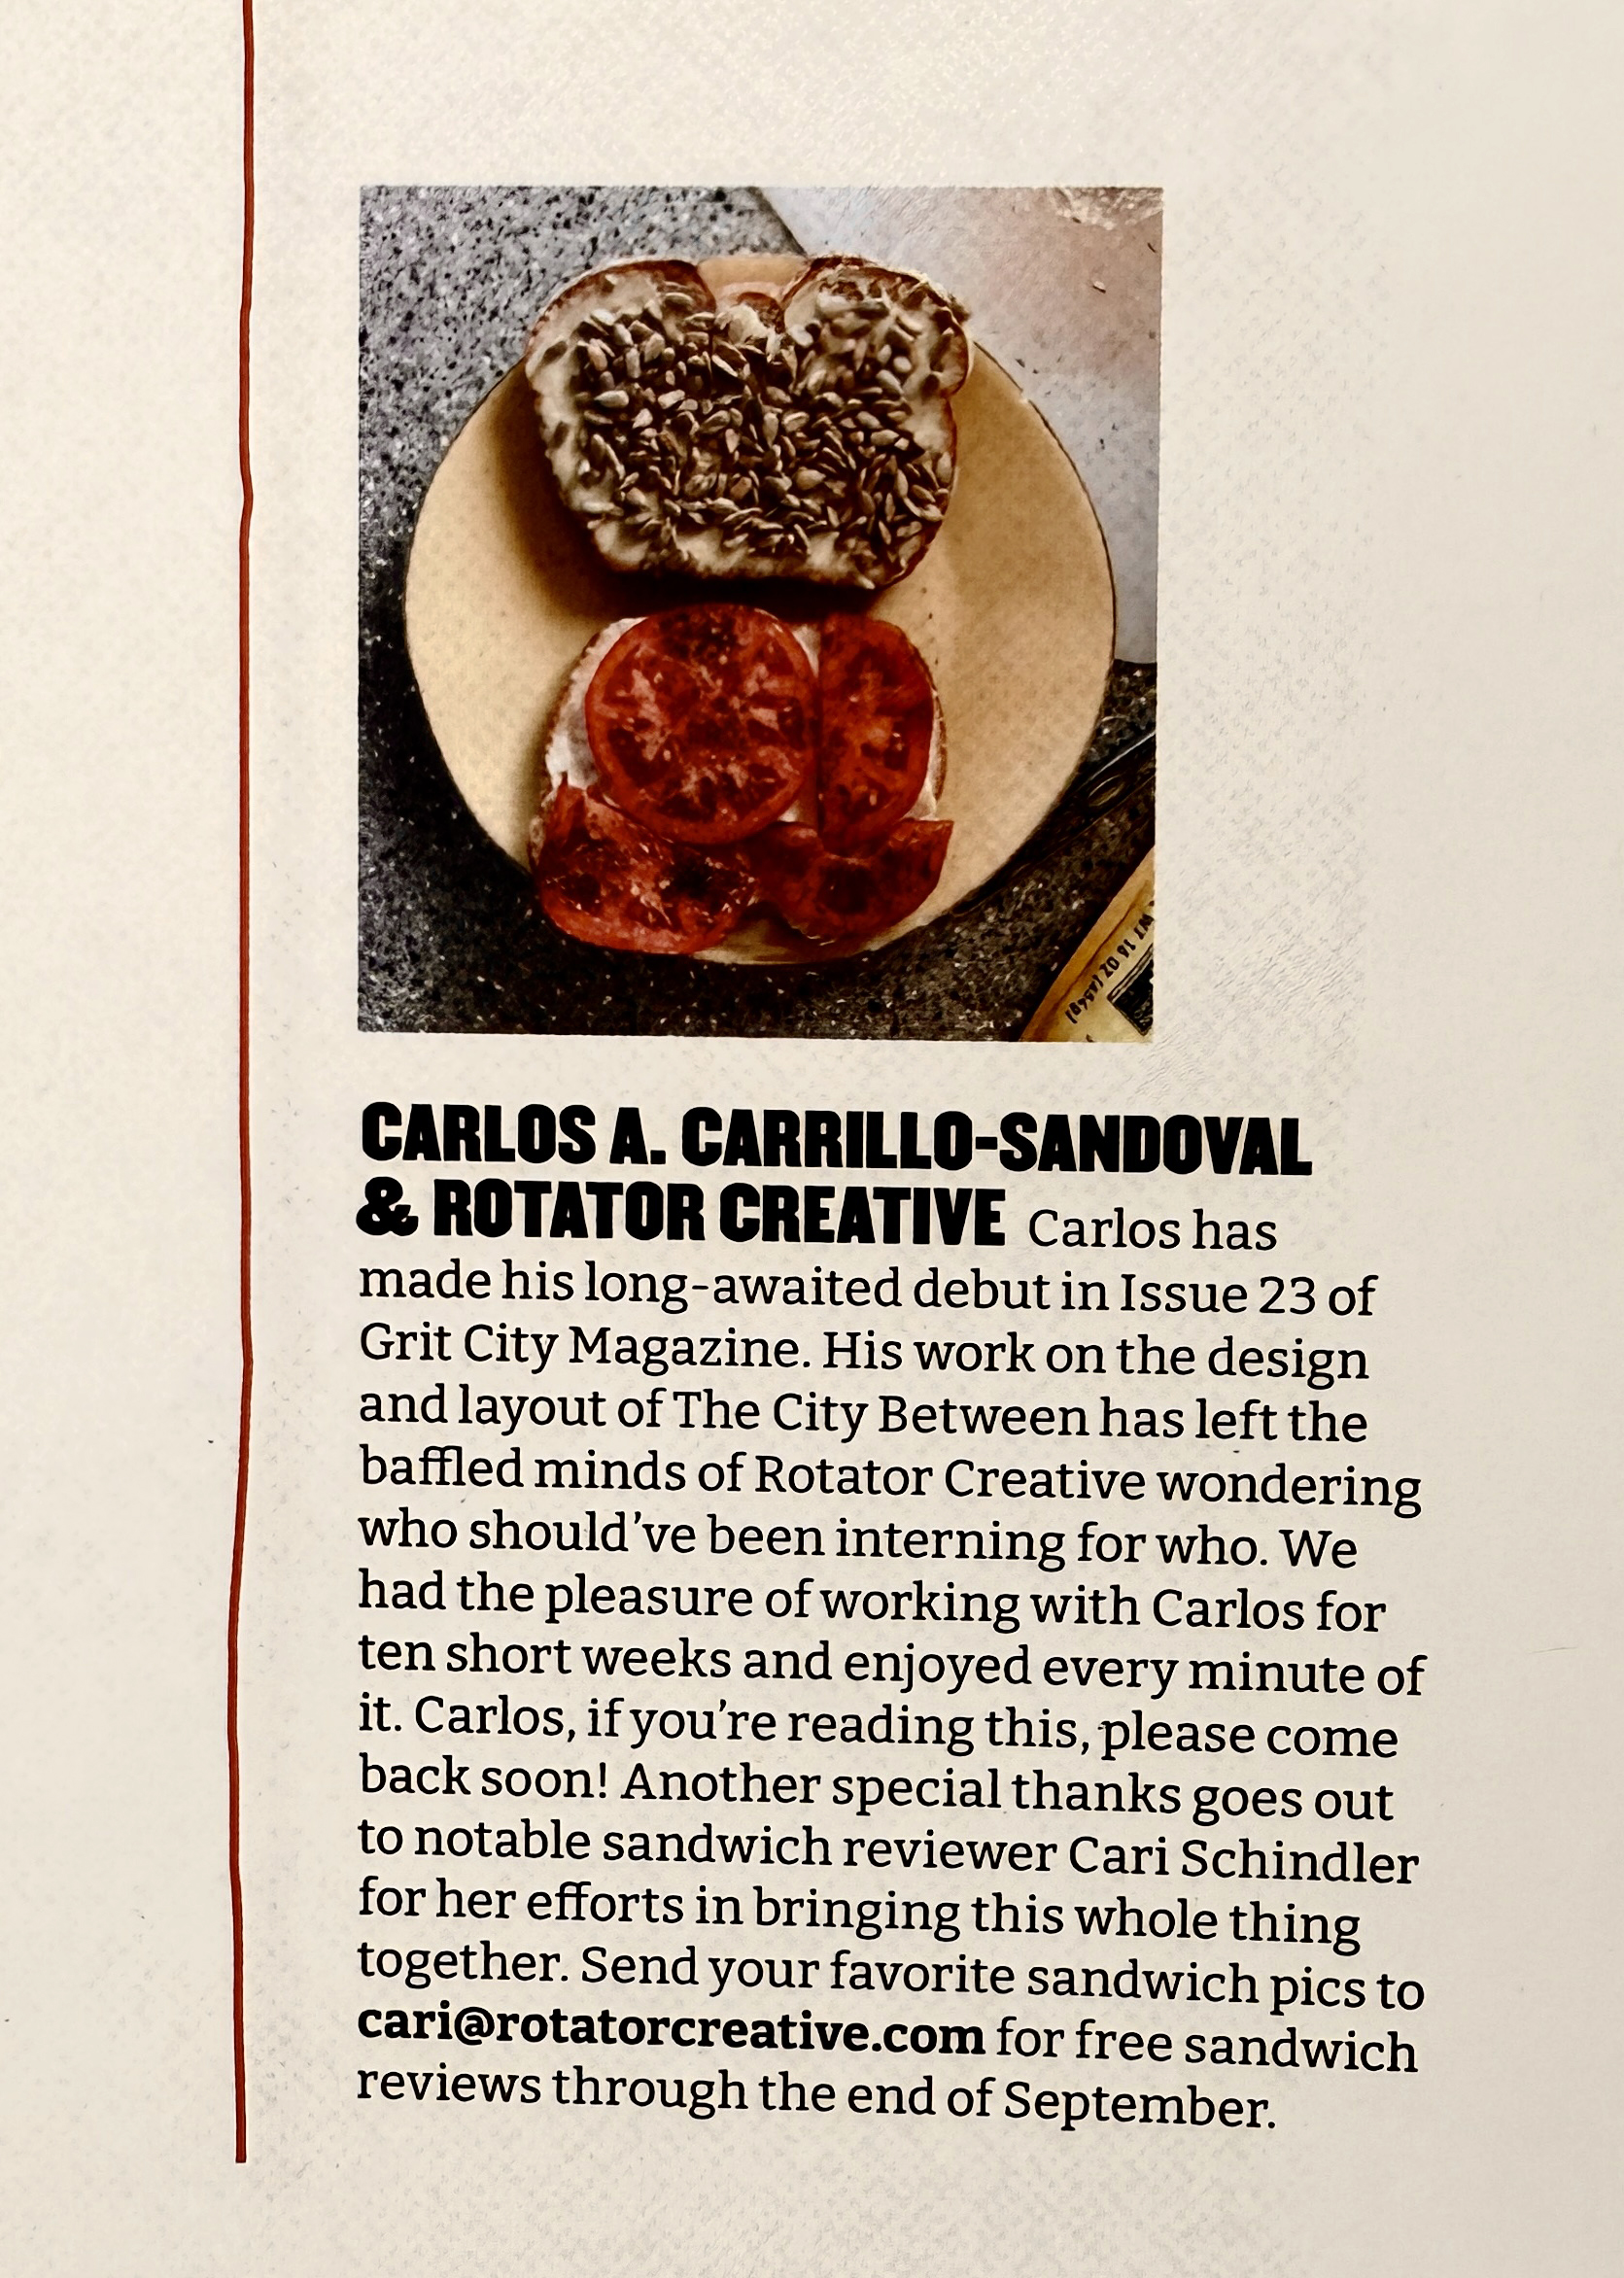 WT 16 OZ (454g)
CARLOS A. CARRILLO-SANDOVAL
& ROTATOR CREATIVE Carlos has
made his long-awaited debut in Issue 23 of
Grit City Magazine. His work on the design
and layout of The City Between has left the
baffled minds of Rotator Creative wondering
who should've been interning for who. We
had the pleasure of working with Carlos for
ten short weeks and enjoyed every minute of
it. Carlos, if you're reading this, please come
back soon! Another special thanks goes out
to notable sandwich reviewer Cari Schindler
for her efforts in bringing this whole thing
together. Send your favorite sandwich pics to
cari@rotatorcreative.com for free sandwich
reviews through the end of September.